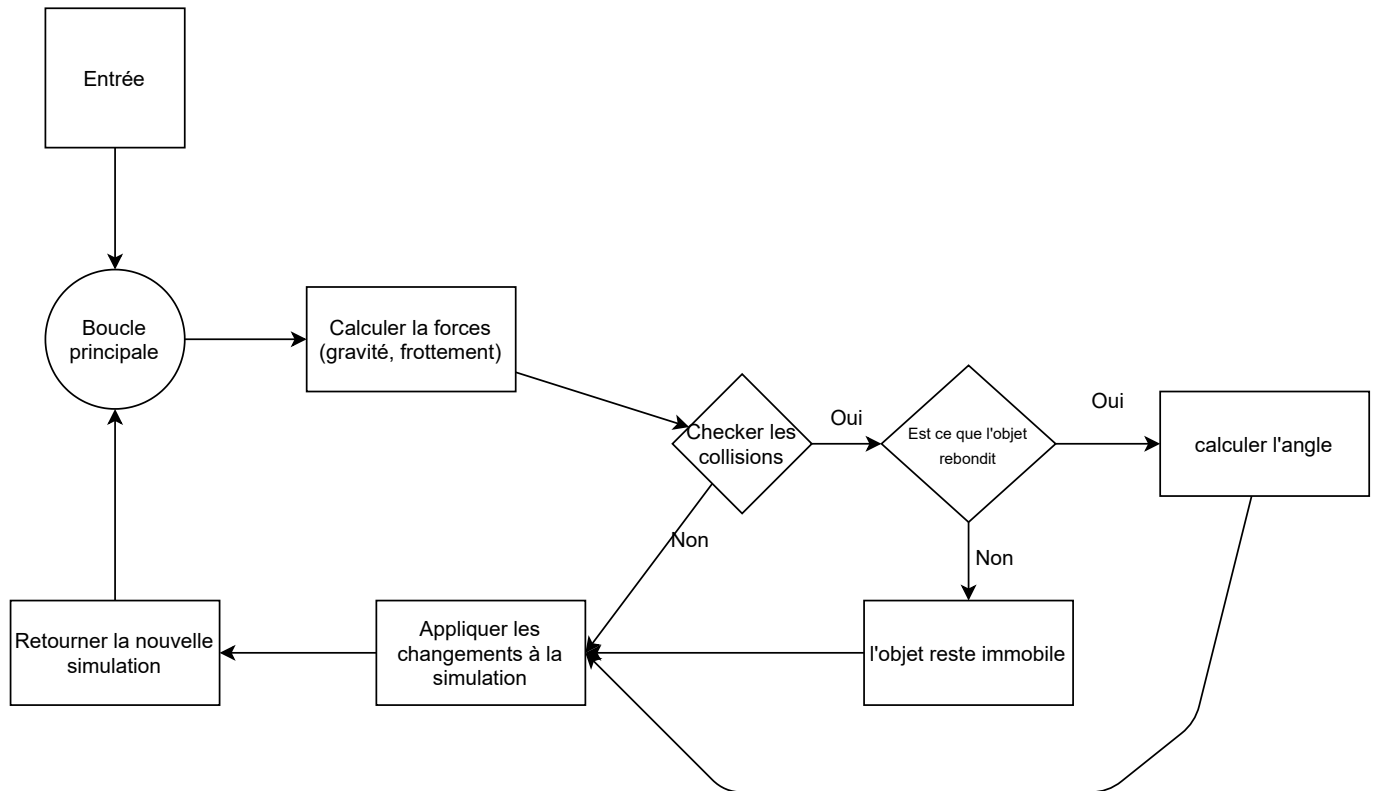 Entrée
Boucle
principale
Calculer la forces
(gravité, frottement)
Checker les
collisions
Oui
Est ce que l'objet
rebondit
Oui
calculer l'angle
Non
Non
Retourner la nouvelle
simulation
Appliquer les
changements à la
simulation
l'objet reste immobile